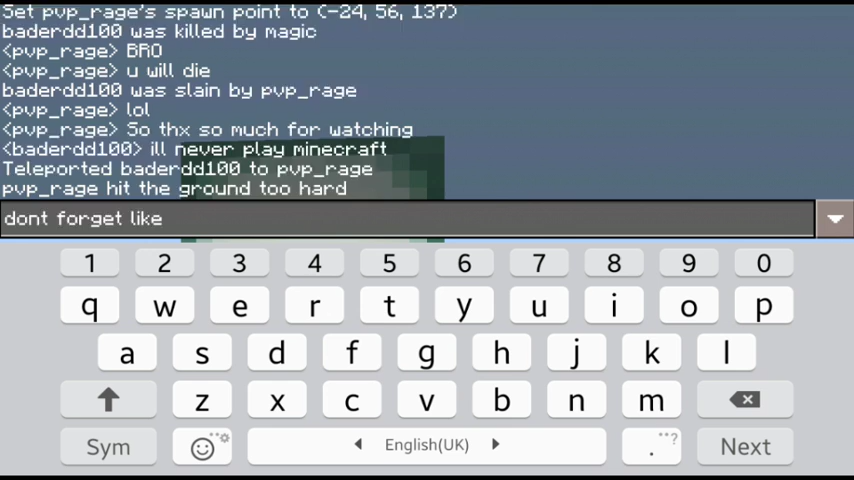 Set pvp_rage's spawn point to (-24, 56, 137)
baderdd100 was killed by magic
<pvp_rage> BRO
<pvp_rage> u will die
baderdd100 was slain by pvp_rage
<pvp_rage> lol
<pvp_rage> So thx so much for watching
<baderdd100> ill never play minecraft
Teleported baderdd100 to pvp_rage
pvp_rage hit the ground too hard
dont forget like
1 2 3 4 5 6 7 8 9 0
q w e r t y u i o p
a s d f g h j k l
z x c v b n m
Sym English(UK) . ? Next